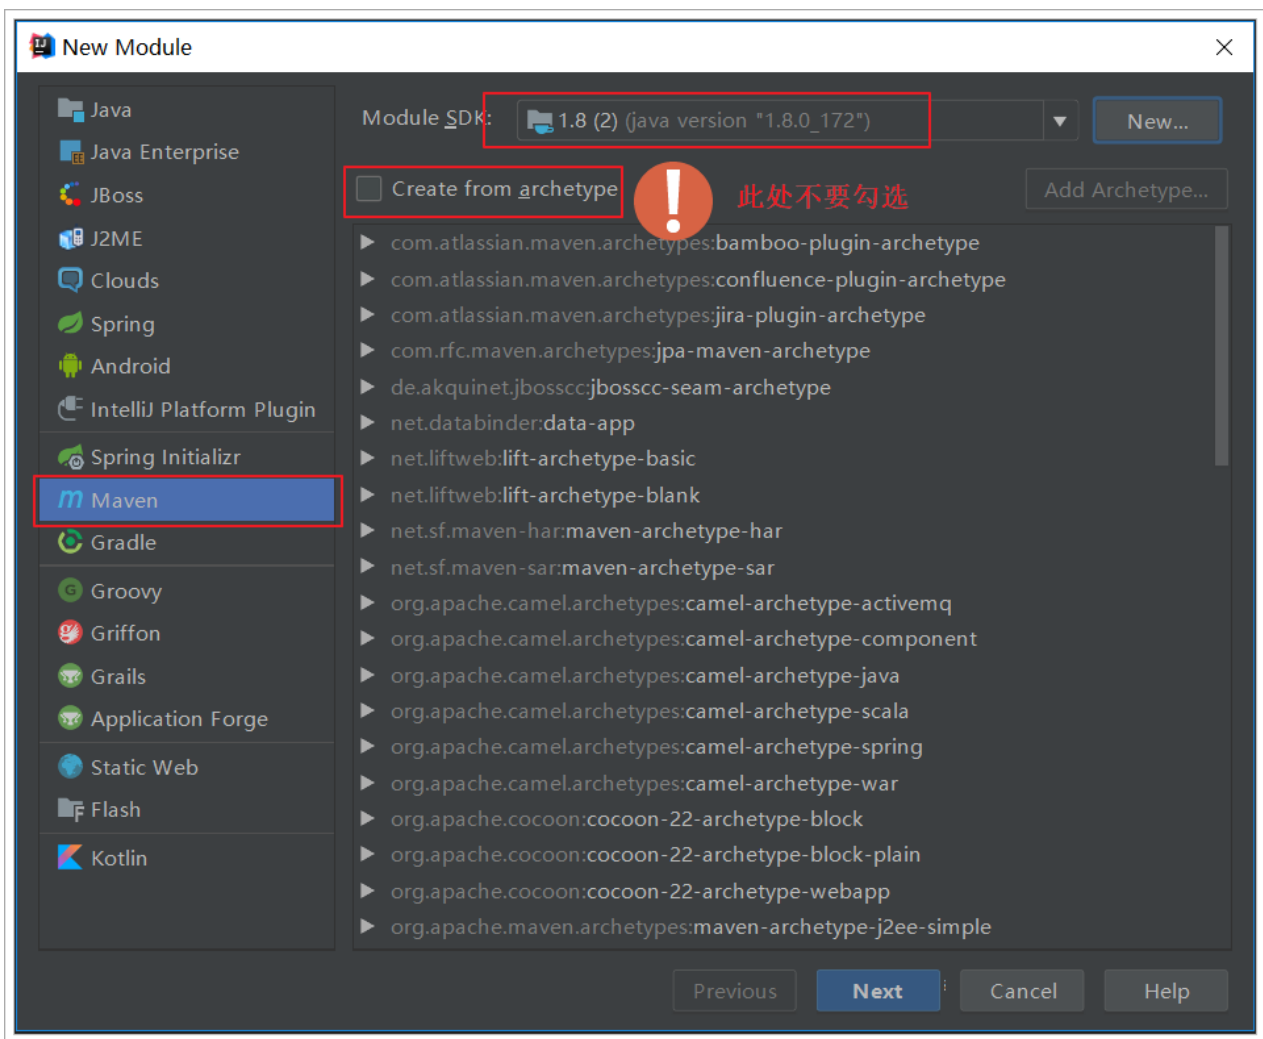 New Module
Java
Java Enterprise
JBoss
J2ME
Clouds
Spring
Android
IntelliJ Platform Plugin
Spring Initializr
Maven
Gradle
Groovy
Griffon
Grails
Application Forge
Static Web
Flash
Kotlin
Module SDK: 1.8 (2) (java version "1.8.0_172") New...
Create from archetype 此处不要勾选 Add Archetype...
com.atlassian.maven.archetypes:bamboo-plugin-archetype
com.atlassian.maven.archetypes:confluence-plugin-archetype
com.atlassian.maven.archetypes:jira-plugin-archetype
com.rfc.maven.archetypes:jpa-maven-archetype
de.akquinet.jbosscc:jbosscc-seam-archetype
net.databinder:data-app
net.liftweb:lift-archetype-basic
net.liftweb:lift-archetype-blank
net.sf.maven-har:maven-archetype-har
net.sf.maven-sar:maven-archetype-sar
org.apache.camel.archetypes:camel-archetype-activemq
org.apache.camel.archetypes:camel-archetype-component
org.apache.camel.archetypes:camel-archetype-java
org.apache.camel.archetypes:camel-archetype-scala
org.apache.camel.archetypes:camel-archetype-spring
org.apache.camel.archetypes:camel-archetype-war
org.apache.cocoon:cocoon-22-archetype-block
org.apache.cocoon:cocoon-22-archetype-block-plain
org.apache.cocoon:cocoon-22-archetype-webapp
org.apache.maven.archetypes:maven-archetype-j2ee-simple
Previous Next Cancel Help